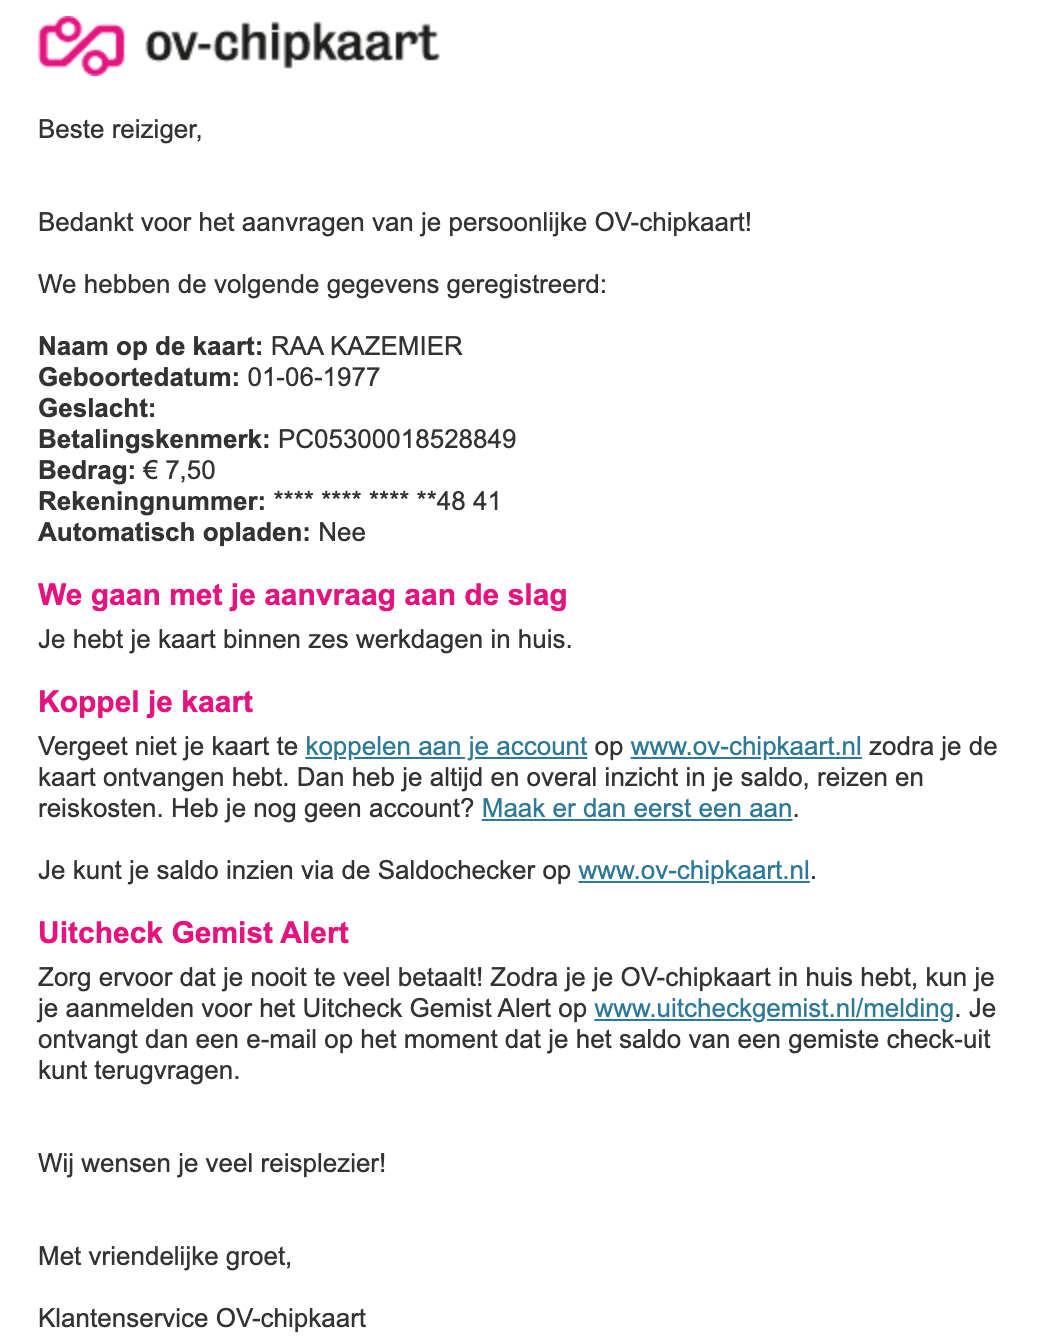 ov-chipkaart
Beste reiziger,
Bedankt voor het aanvragen van je persoonlijke OV-chipkaart!
We hebben de volgende gegevens geregistreerd:
Naam op de kaart: RAA KAZEMIER
Geboortedatum: 01-06-1977
Geslacht:
Betalingskenmerk: PC05300018528849
Bedrag: € 7,50
Rekeningnummer: **** **** **** **48 41
Automatisch opladen: Nee
We gaan met je aanvraag aan de slag
Je hebt je kaart binnen zes werkdagen in huis.
Koppel je kaart
Vergeet niet je kaart te koppelen aan je account op www.ov-chipkaart.nl zodra je de
kaart ontvangen hebt. Dan heb je altijd en overal inzicht in je saldo, reizen en
reiskosten. Heb je nog geen account? Maak er dan eerst een aan.
Je kunt je saldo inzien via de Saldochecker op www.ov-chipkaart.nl.
Uitcheck Gemist Alert
Zorg ervoor dat je nooit te veel betaalt! Zodra je je OV-chipkaart in huis hebt, kun je
je aanmelden voor het Uitcheck Gemist Alert op www.uitcheckgemist.nl/melding. Je
ontvangt dan een e-mail op het moment dat je het saldo van een gemiste check-uit
kunt terugvragen.
Wij wensen je veel reisplezier!
Met vriendelijke groet,
Klantenservice OV-chipkaart